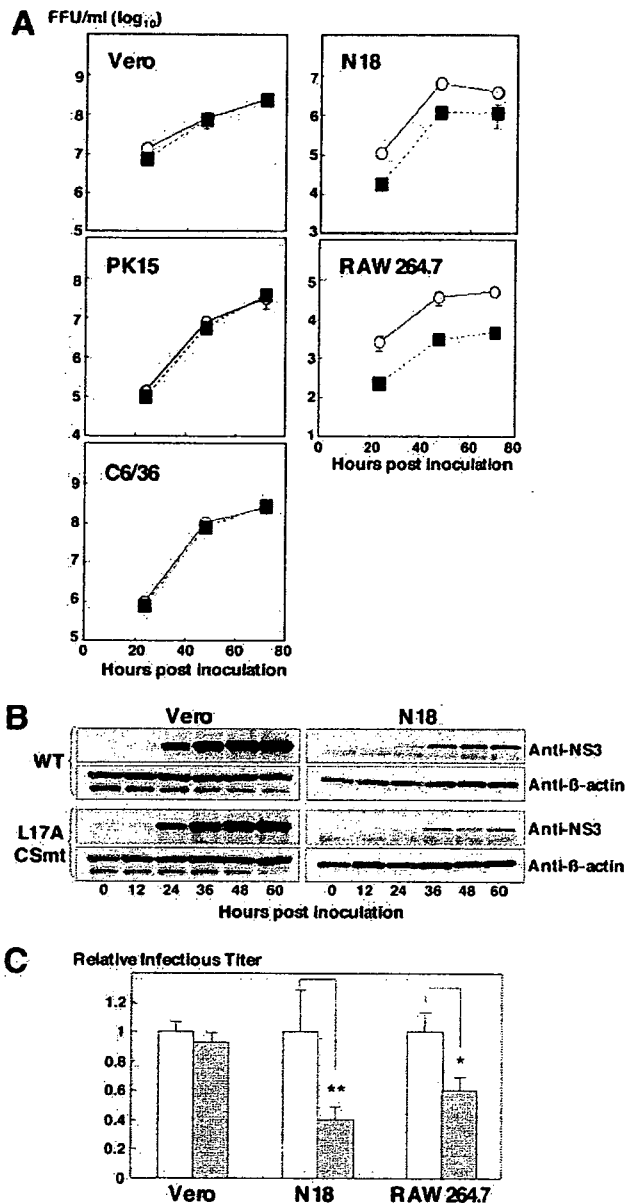 A
FFU/ml (log10)
Vero
9
8
7
6
5
N18
7
6
5
4
3
PK15
8
7
6
5
4
RAW 264.7
5
4
3
2
1
0 20 40 60 80
Hours post inoculation
C6/36
9
8
7
6
5
0 20 40 60 80
Hours post inoculation
B
Vero N18
WT
Anti-NS3
Anti-ß-actin
L17A
CSmt
Anti-NS3
Anti-ß-actin
0 12 24 36 48 60 0 12 24 36 48 60
Hours post inoculation
C
Relative Infectious Titer
1.2
1
0.8
0.6
0.4
0.2
0
** *
Vero N18 RAW 264.7